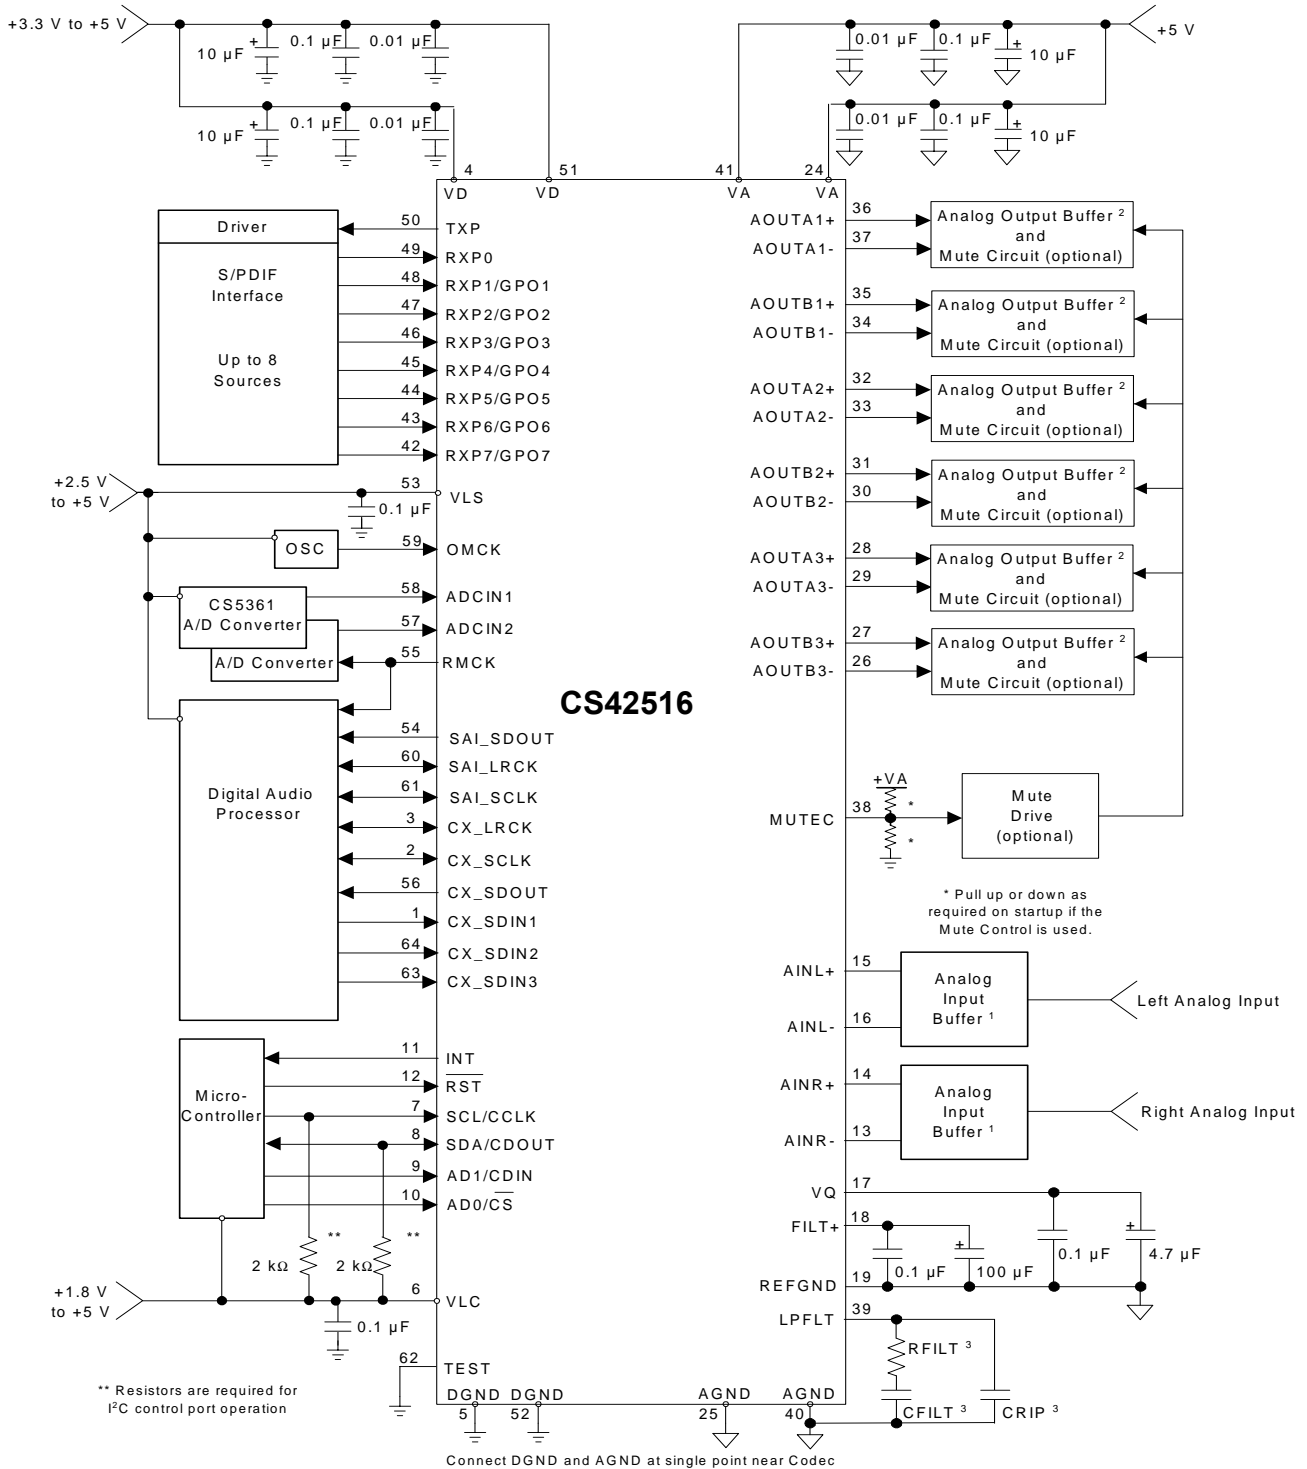 +3.3 V to +5 V
10 µF
+
0.1 µF
0.01 µF
10 µF
+
0.1 µF
0.01 µF
0.01 µF
0.1 µF
+
10 µF
+5 V
0.01 µF
0.1 µF
+
10 µF
4
51
41
24
VD
VD
VA
VA
Driver
S/PDIF
Interface
Up to 8
Sources
50
TXP
49
RXP0
48
RXP1/GPO1
47
RXP2/GPO2
46
RXP3/GPO3
45
RXP4/GPO4
44
RXP5/GPO5
43
RXP6/GPO6
42
RXP7/GPO7
+2.5 V
to +5 V
53
VLS
0.1 µF
OSC
59
OMCK
CS5361
A/D Converter
58
ADCIN1
57
ADCIN2
A/D Converter
55
RMCK
CS42516
Digital Audio
Processor
54
SAI_SDOUT
60
SAI_LRCK
61
SAI_SCLK
3
CX_LRCK
2
CX_SCLK
56
CX_SDOUT
1
CX_SDIN1
64
CX_SDIN2
63
CX_SDIN3
Micro-
Controller
11
INT
12
RST
7
SCL/CCLK
8
SDA/CDOUT
9
AD1/CDIN
10
AD0/CS
2 kΩ
**
2 kΩ
**
+1.8 V
to +5 V
6
VLC
0.1 µF
62
TEST
** Resistors are required for
I²C control port operation
DGND
DGND
AGND
AGND
5
52
25
40
Connect DGND and AGND at single point near Codec
AOUTA1+
36
AOUTA1-
37
Analog Output Buffer ²
and
Mute Circuit (optional)
AOUTB1+
35
AOUTB1-
34
Analog Output Buffer ²
and
Mute Circuit (optional)
AOUTA2+
32
AOUTA2-
33
Analog Output Buffer ²
and
Mute Circuit (optional)
AOUTB2+
31
AOUTB2-
30
Analog Output Buffer ²
and
Mute Circuit (optional)
AOUTA3+
28
AOUTA3-
29
Analog Output Buffer ²
and
Mute Circuit (optional)
AOUTB3+
27
AOUTB3-
26
Analog Output Buffer ²
and
Mute Circuit (optional)
+VA
*
*
MUTEC
38
Mute
Drive
(optional)
* Pull up or down as
required on startup if the
Mute Control is used.
AINL+
15
AINL-
16
Analog
Input
Buffer ¹
Left Analog Input
AINR+
14
AINR-
13
Analog
Input
Buffer ¹
Right Analog Input
VQ
17
FILT+
18
0.1 µF
+
100 µF
0.1 µF
+
4.7 µF
REFGND
19
LPFLT
39
RFILT ³
CFILT ³
CRIP ³